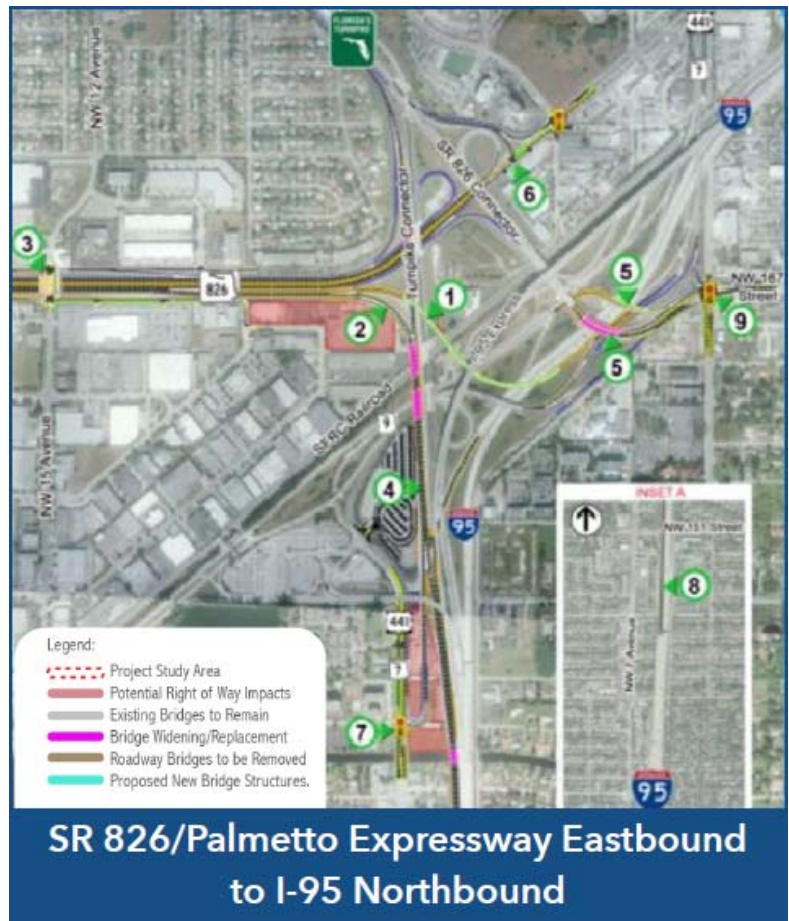 FLORIDA'S
TURNPIKE
441
7
95
NW 12 Avenue
SR 826 Connector
Turnpike Connector
6
3
826
5
1
NW 167
Street
2
I-95 Express
9
5
SFRC Railroad
9
NW 15 Avenue
4
95
INSET A
NW 151 Street
8
441
7
NW 7 Avenue
7
95
Legend:
Project Study Area
Potential Right of Way Impacts
Existing Bridges to Remain
Bridge Widening/Replacement
Roadway Bridges to be Removed
Proposed New Bridge Structures.
SR 826/Palmetto Expressway Eastbound
to I-95 Northbound